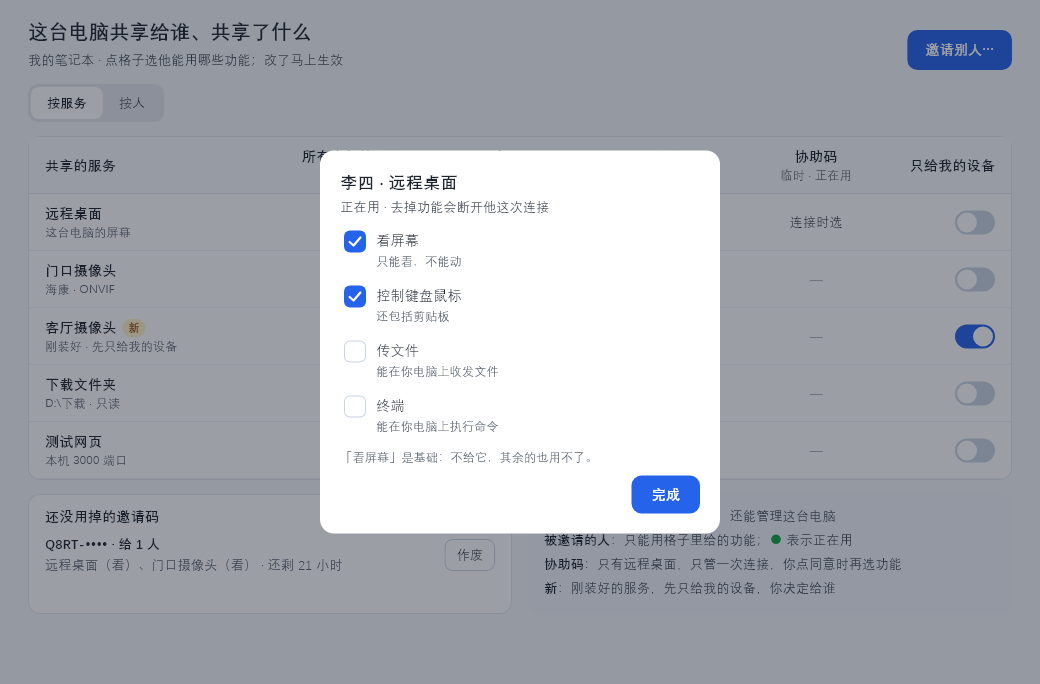 这台电脑共享给谁、共享了什么
我的笔记本 · 点格子选他能用哪些功能；改了马上生效
邀请别人…
按服务 按人
共享的服务 所有 协助码 只给我的设备
临时 · 正在用
远程桌面 连接时选
这台电脑的屏幕
门口摄像头 —
海康 · ONVIF
客厅摄像头 新 —
刚装好 · 先只给我的设备
下载文件夹 —
D:\下载 · 只读
测试网页 —
本机 3000 端口
李四 · 远程桌面
正在用 · 去掉功能会断开他这次连接
看屏幕
只能看，不能动
控制键盘鼠标
还包括剪贴板
传文件
能在你电脑上收发文件
终端
能在你电脑上执行命令
「看屏幕」是基础：不给它，其余的也用不了。
完成
还没用掉的邀请码
Q8RT-•••• · 给 1 人
远程桌面（看）、门口摄像头（看） · 还剩 21 小时
作废
还能管理这台电脑
被邀请的人：只能用格子里给的功能；● 表示正在用
协助码：只有远程桌面，只管一次连接，你点同意时再选功能
新：刚装好的服务，先只给我的设备，你决定给谁